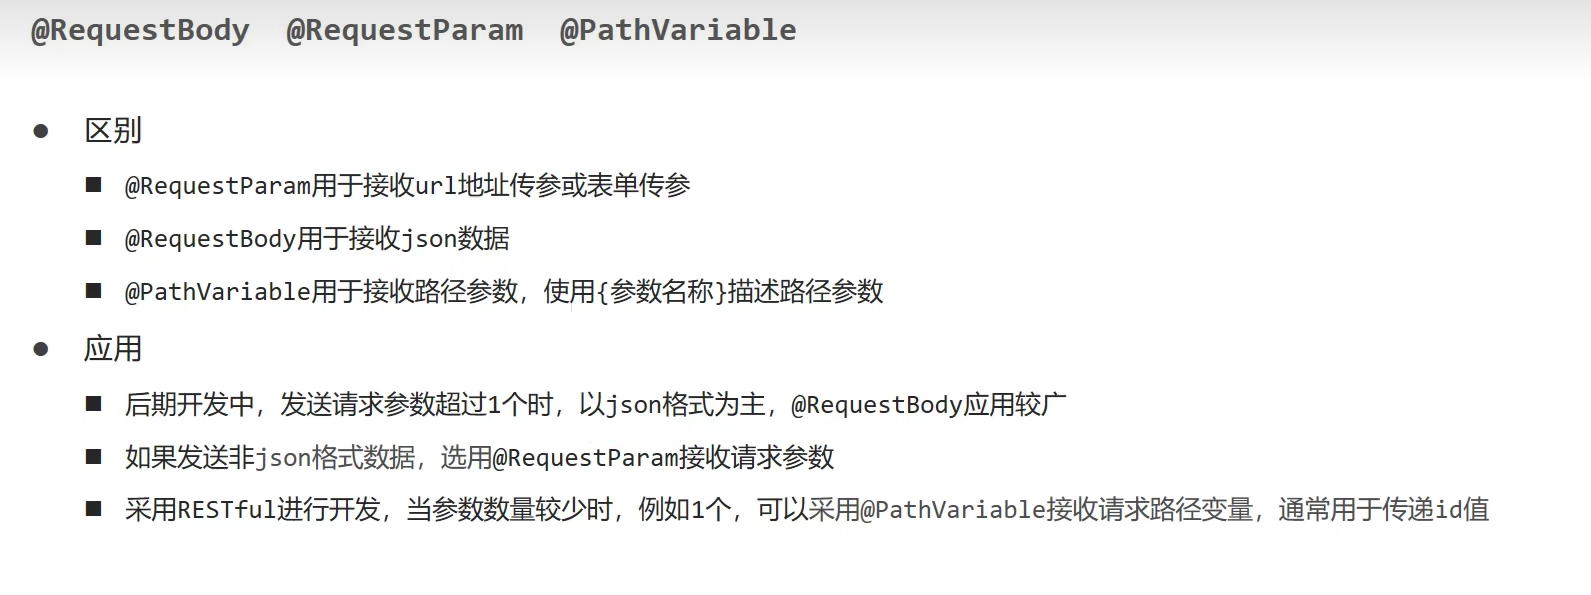 @RequestBody @RequestParam @PathVariable
区别
@RequestParam用于接收url地址传参或表单传参
@RequestBody用于接收json数据
@PathVariable用于接收路径参数，使用{参数名称}描述路径参数
应用
后期开发中，发送请求参数超过1个时，以json格式为主，@RequestBody应用较广
如果发送非json格式数据，选用@RequestParam接收请求参数
采用RESTful进行开发，当参数数量较少时，例如1个，可以采用@PathVariable接收请求路径变量，通常用于传递id值